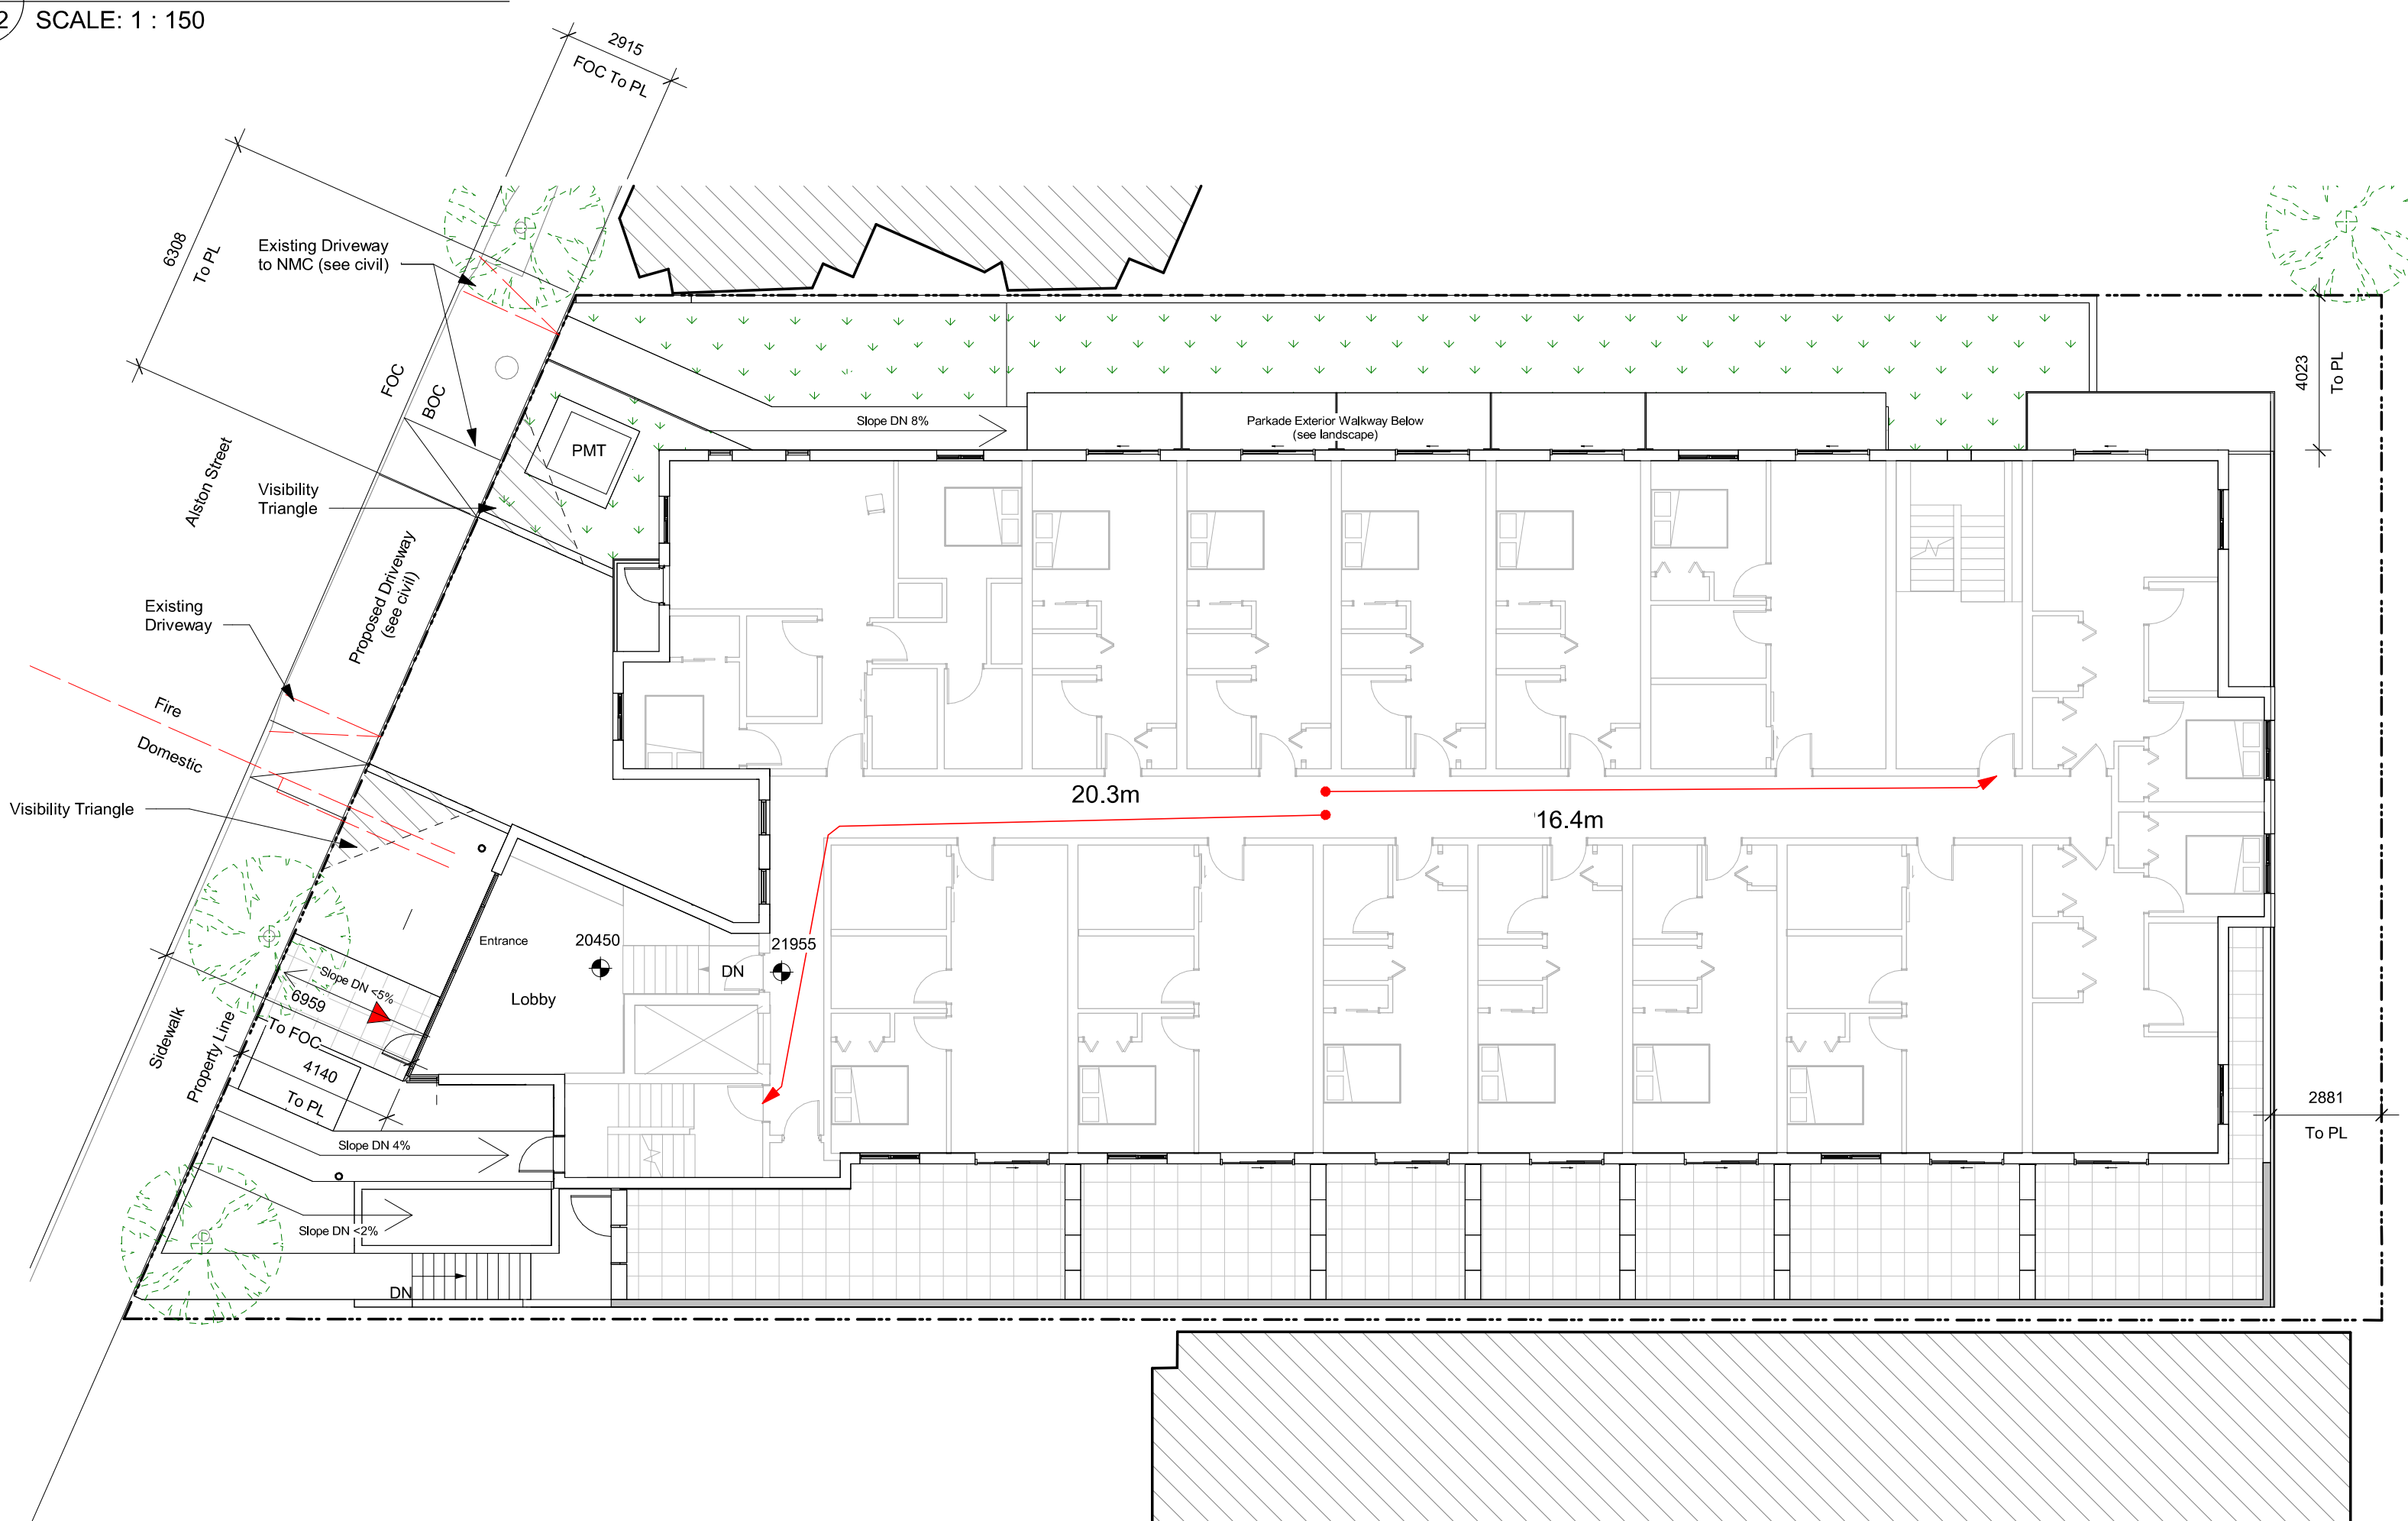 2
SCALE: 1 : 150
2915
FOC To PL
6308
To PL
Existing Driveway
to NMC (see civil)
FOC
BOC
Alston Street
PMT
Slope DN 8%
Parkade Exterior Walkway Below
(see landscape)
4023
To PL
Visibility
Triangle
Proposed Driveway
(see civil)
Existing
Driveway
Fire
Domestic
Visibility Triangle
20.3m
16.4m
Entrance
20450
21955
DN
Lobby
Slope DN <5%
6959
To FOC
4140
To PL
Sidewalk
Property Line
Slope DN 4%
Slope DN <2%
DN
2881
To PL